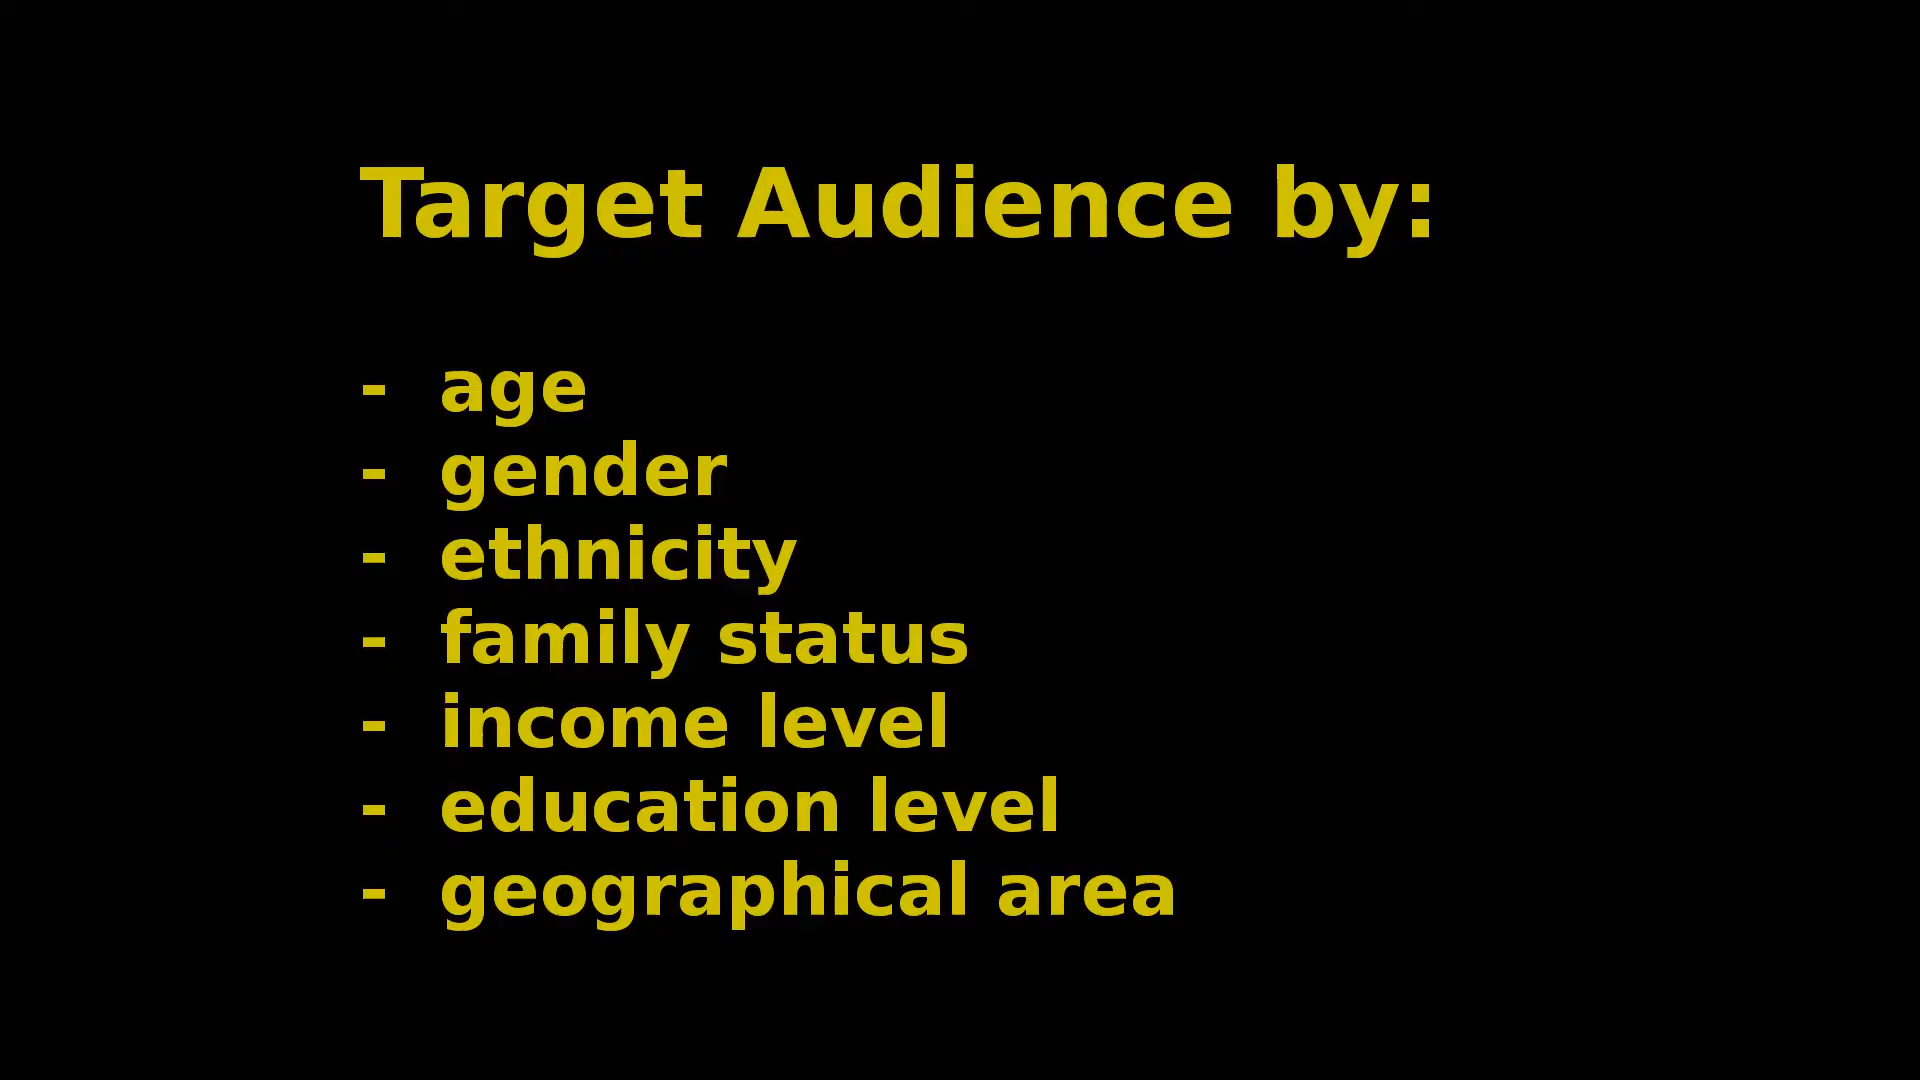 Target Audience by:
- age
- gender
- ethnicity
- family status
- income level
- education level
- geographical area